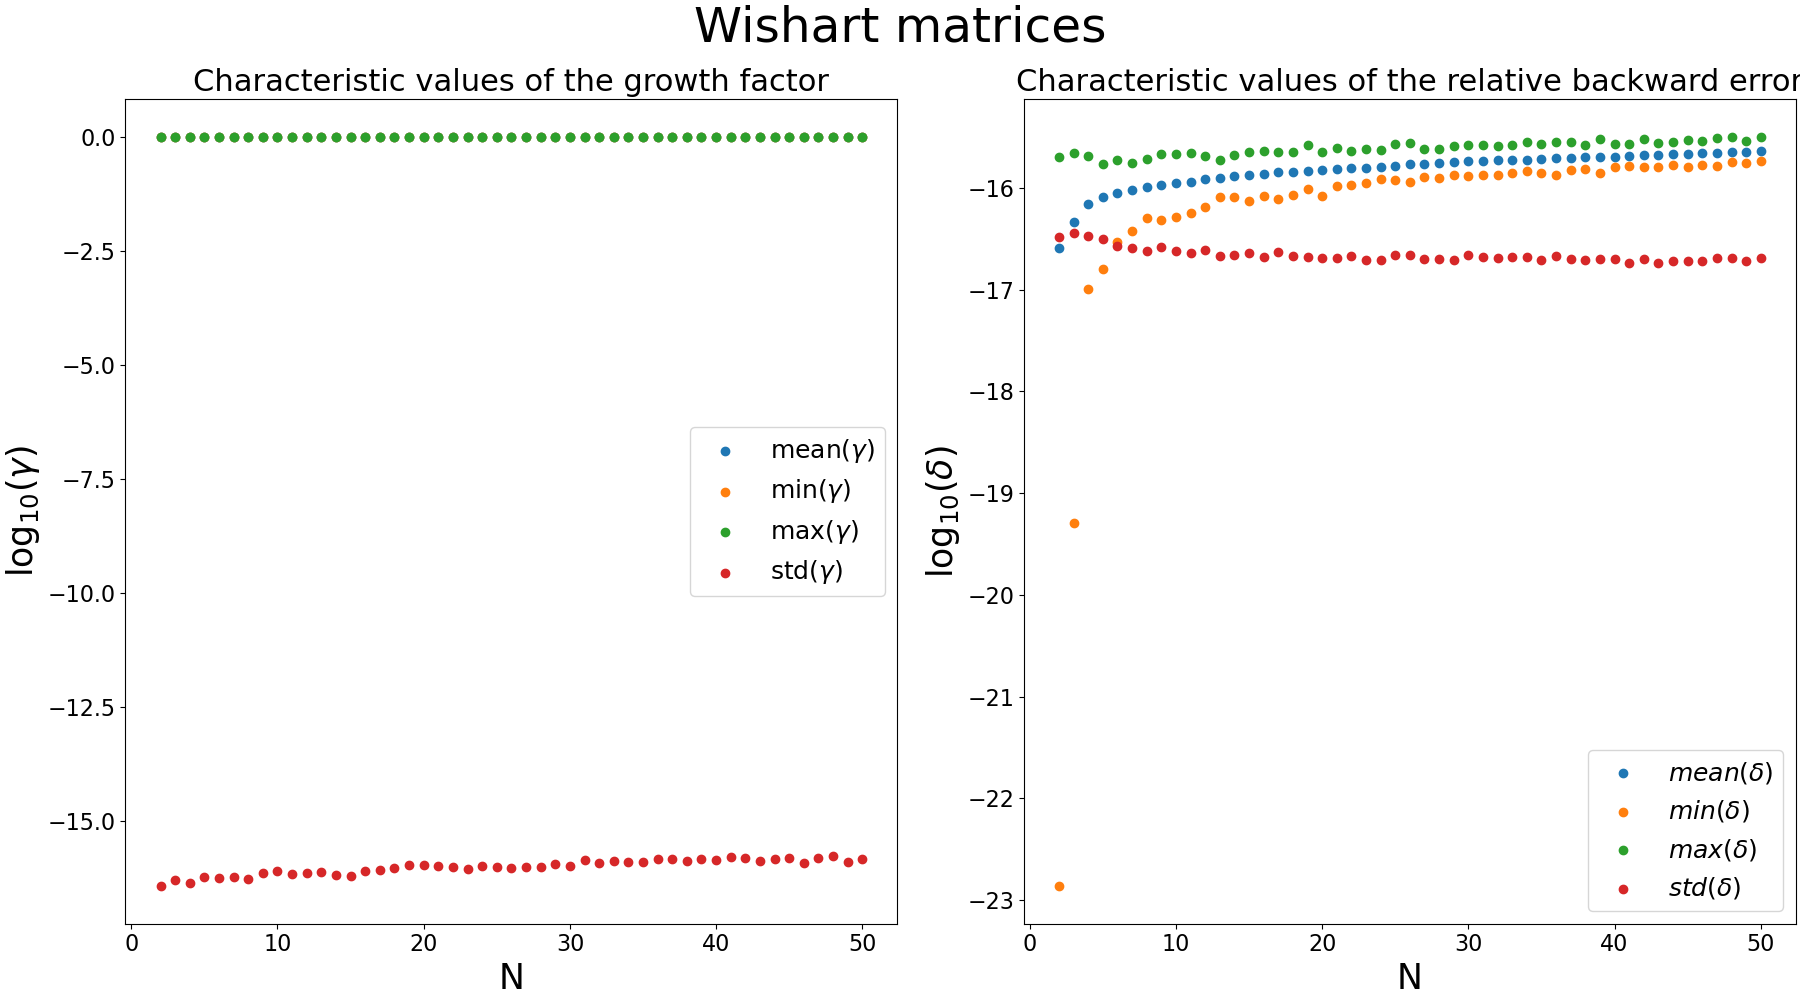 Wishart matrices
Characteristic values of the growth factor
0.0
−2.5
−5.0
−7.5
−10.0
−12.5
−15.0
log₁₀(γ)
mean(γ)
min(γ)
max(γ)
std(γ)
0 10 20 30 40 50
N
Characteristic values of the relative backward error
−16
−17
−18
−19
−20
−21
−22
−23
log₁₀(δ)
mean(δ)
min(δ)
max(δ)
std(δ)
0 10 20 30 40 50
N